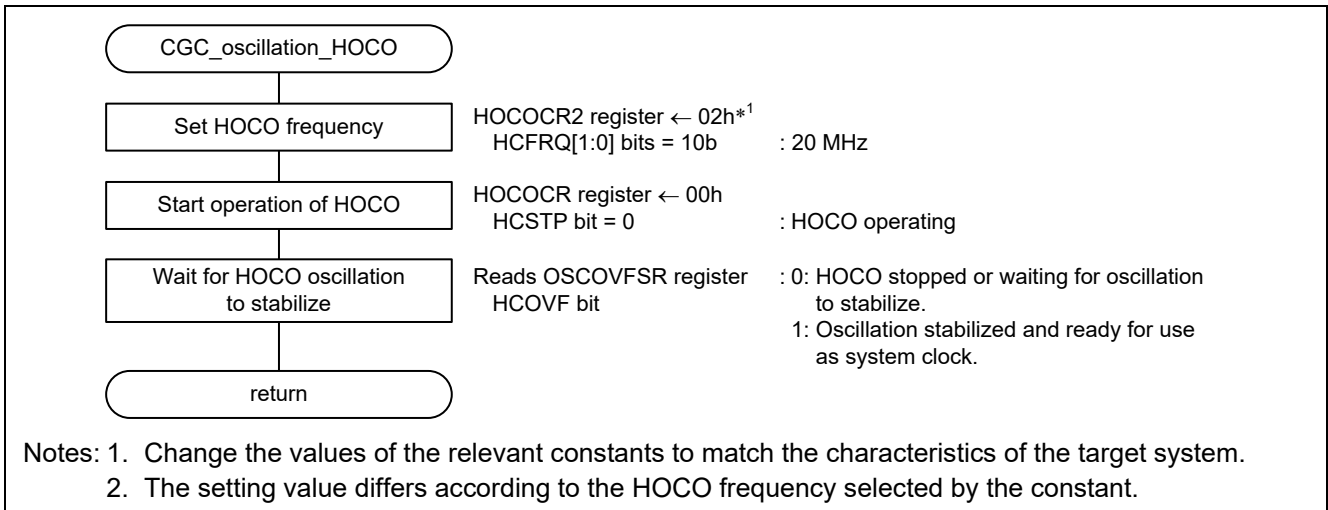 CGC_oscillation_HOCO
Set HOCO frequency
HOCOCR2 register ← 02h*1
HCFRQ[1:0] bits = 10b : 20 MHz
Start operation of HOCO
HOCOCR register ← 00h
HCSTP bit = 0 : HOCO operating
Wait for HOCO oscillation
to stabilize
Reads OSCOVFSR register : 0: HOCO stopped or waiting for oscillation
HCOVF bit to stabilize.
1: Oscillation stabilized and ready for use
as system clock.
return
Notes: 1. Change the values of the relevant constants to match the characteristics of the target system.
2. The setting value differs according to the HOCO frequency selected by the constant.